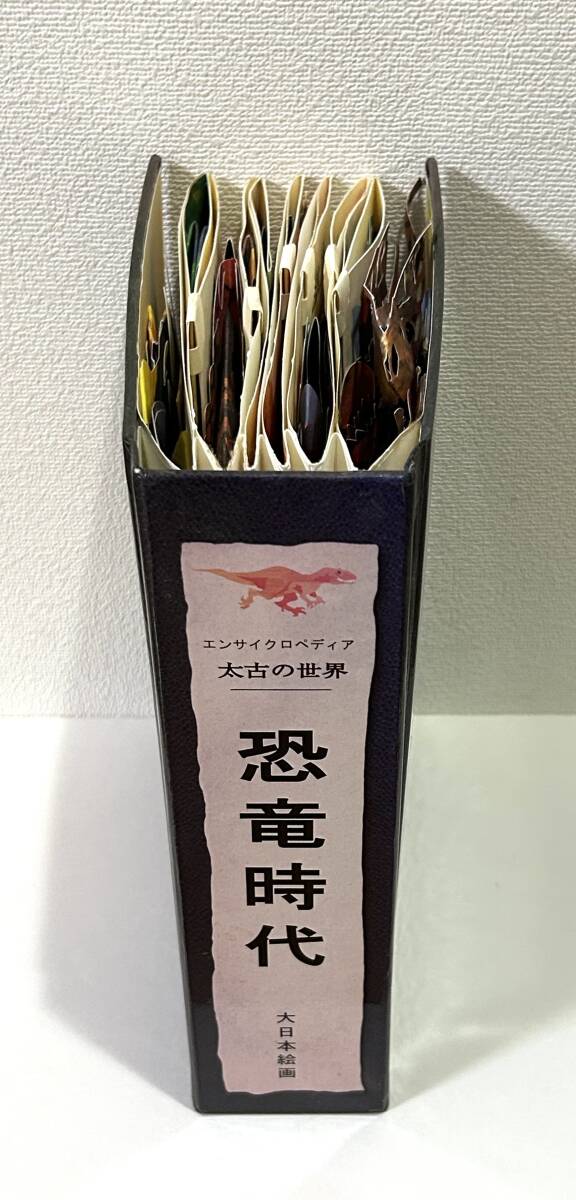 エンサイクロペディア
太古の世界
恐竜時代
大日本絵画